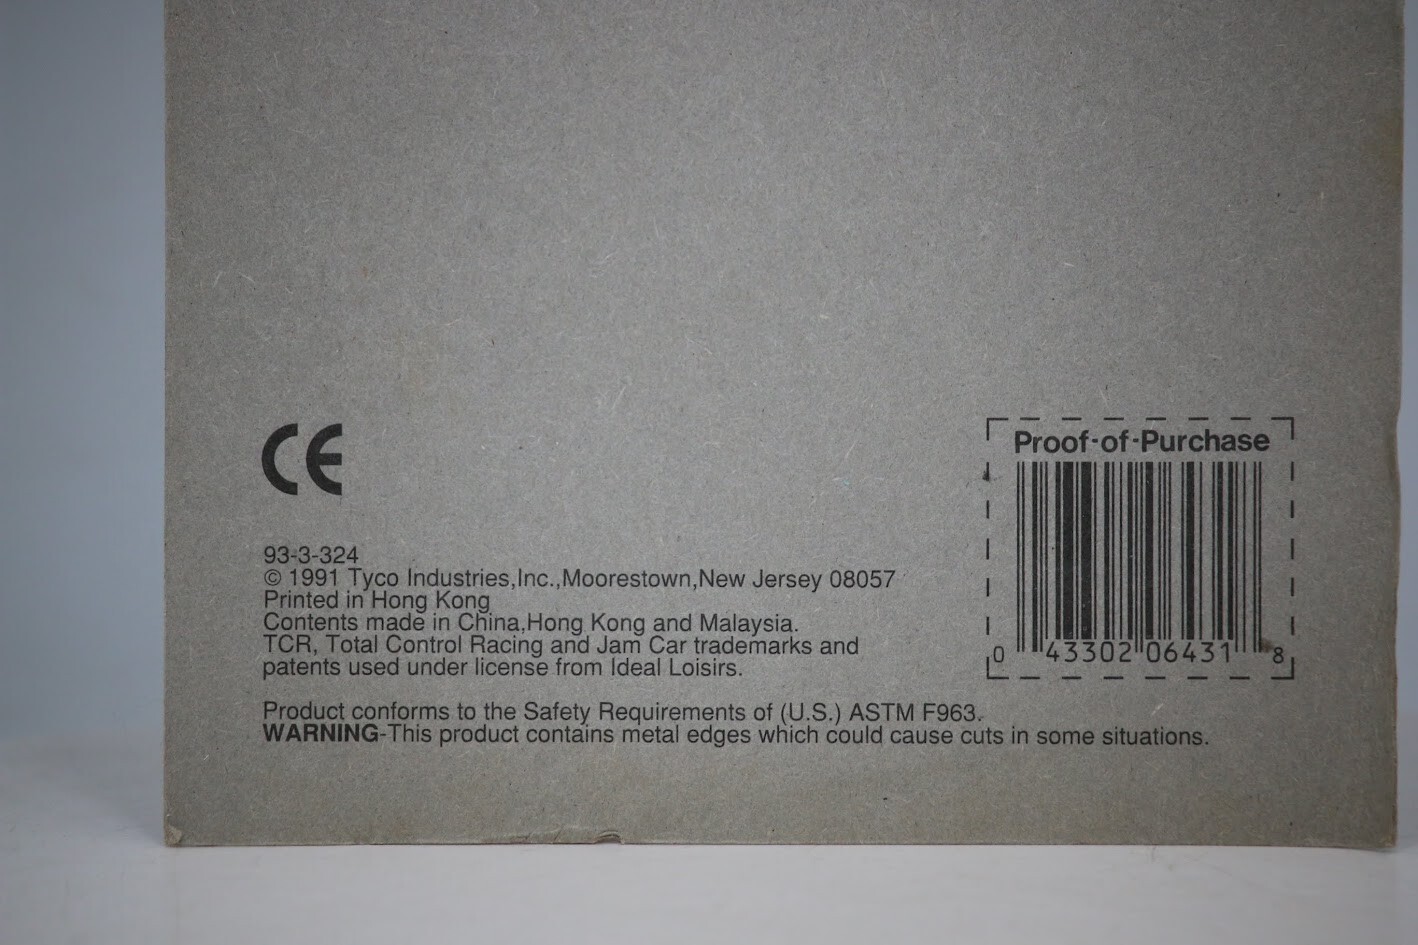 CE
93-3-324
© 1991 Tyco Industries,Inc.,Moorestown,New Jersey 08057
Printed in Hong Kong
Contents made in China,Hong Kong and Malaysia.
TCR, Total Control Racing and Jam Car trademarks and
patents used under license from Ideal Loisirs.
Product conforms to the Safety Requirements of (U.S.) ASTM F963.
WARNING-This product contains metal edges which could cause cuts in some situations.
Proof-of-Purchase
0 43302 06431 8